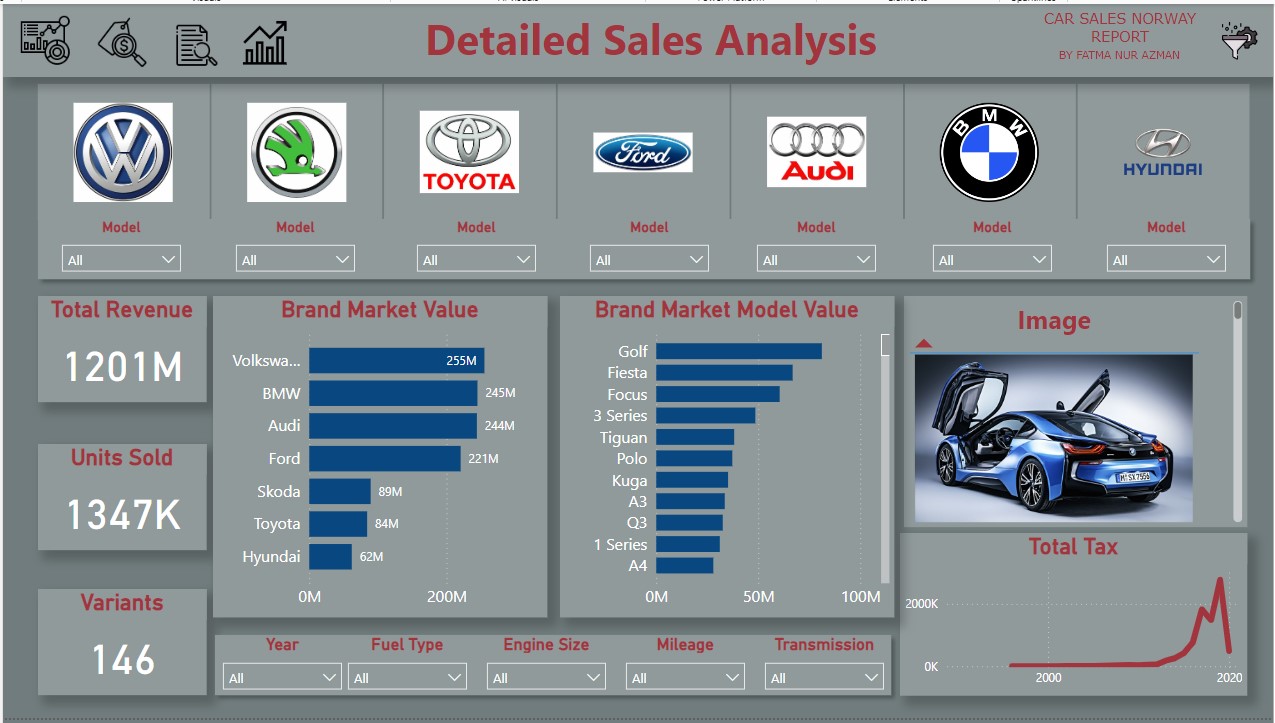 Detailed Sales Analysis
CAR SALES NORWAY
REPORT
BY FATMA NUR AZMAN
TOYOTA
Ford
Audi
BMW
HYUNDAI
Model
Model
Model
Model
Model
Model
Model
All
All
All
All
All
All
All
Total Revenue
1201M
Units Sold
1347K
Variants
146
Brand Market Value
Volkswa... 255M
BMW 245M
Audi 244M
Ford 221M
Skoda 89M
Toyota 84M
Hyundai 62M
0M 200M
Brand Market Model Value
Golf
Fiesta
Focus
3 Series
Tiguan
Polo
Kuga
A3
Q3
1 Series
A4
0M 50M 100M
Image
Total Tax
2000K
0K
2000 2020
Year
Fuel Type
Engine Size
Mileage
Transmission
All
All
All
All
All